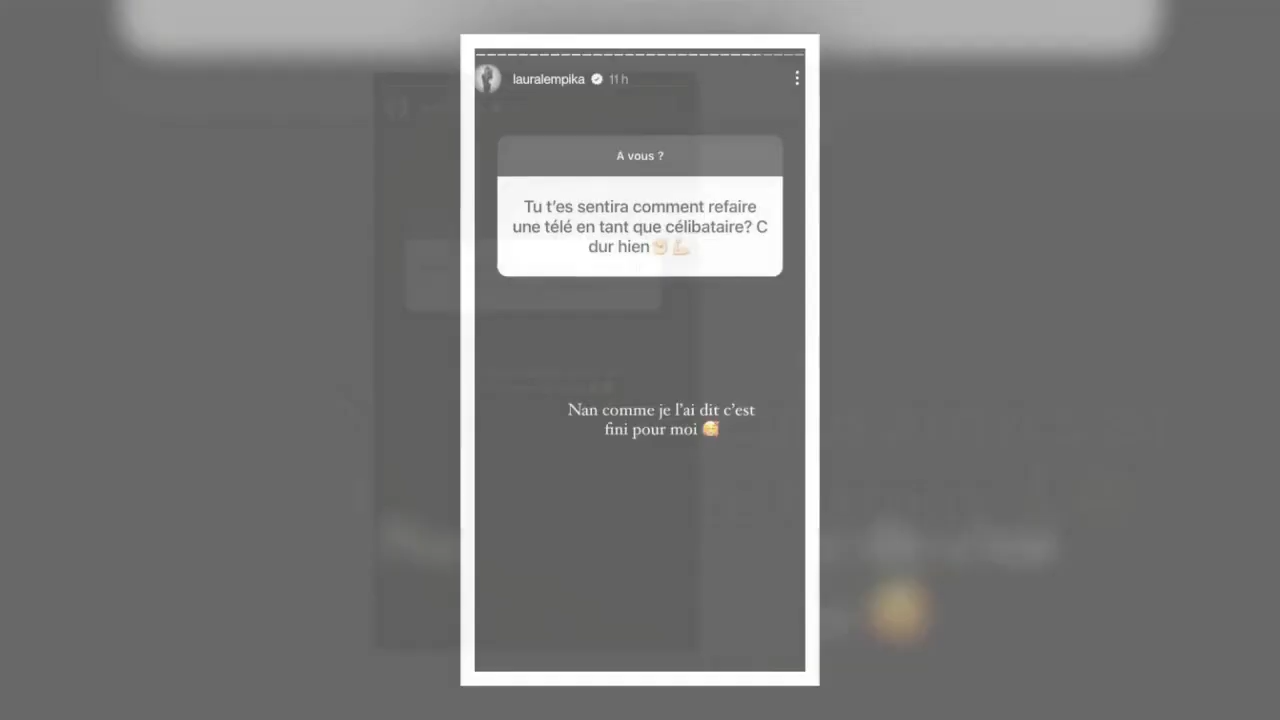 lauralempika 11 h
A vous ?
Tu t'es sentira comment refaire
une télé en tant que célibataire? C
dur hien✊🏻💪🏻
Nan comme je l'ai dit c'est
fini pour moi 🥰